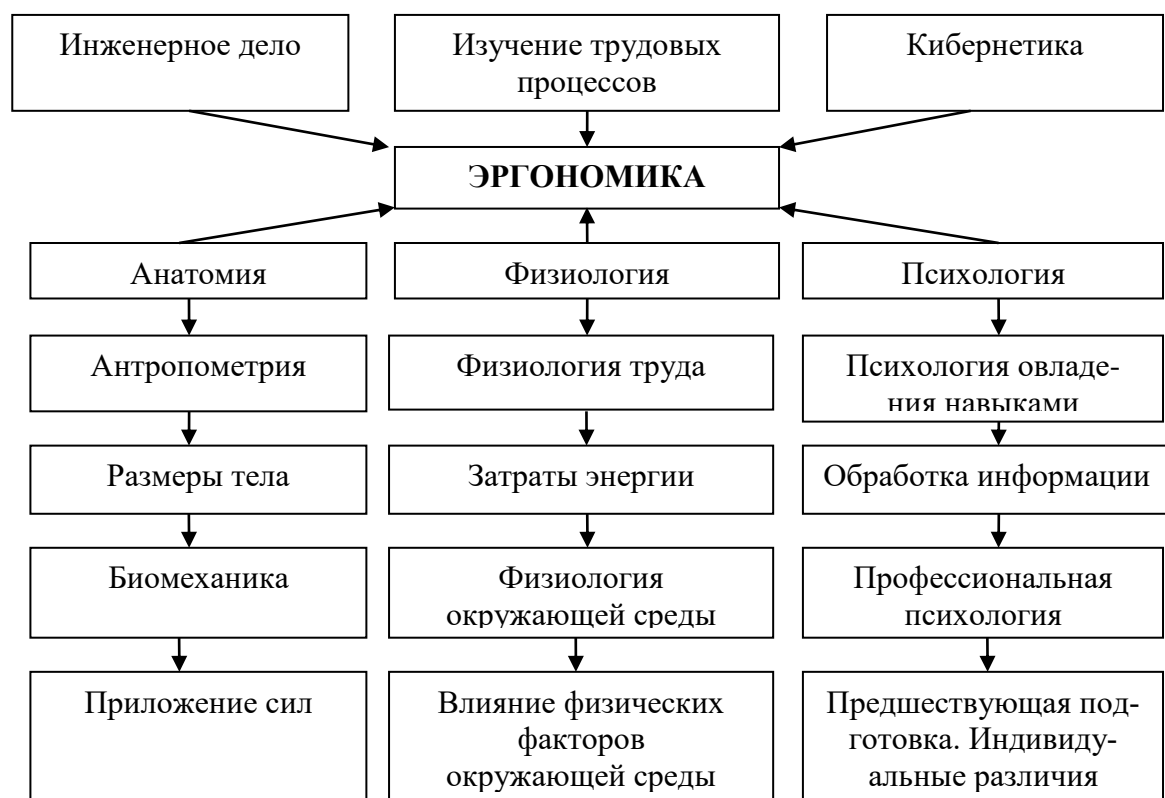 Инженерное дело
Изучение трудовых
процессов
Кибернетика
ЭРГОНОМИКА
Анатомия
Физиология
Психология
Антропометрия
Физиология труда
Психология овладе-
ния навыками
Размеры тела
Затраты энергии
Обработка информации
Биомеханика
Физиология
окружающей среды
Профессиональная
психология
Приложение сил
Влияние физических
факторов
окружающей среды
Предшествующая под-
готовка. Индивиду-
альные различия